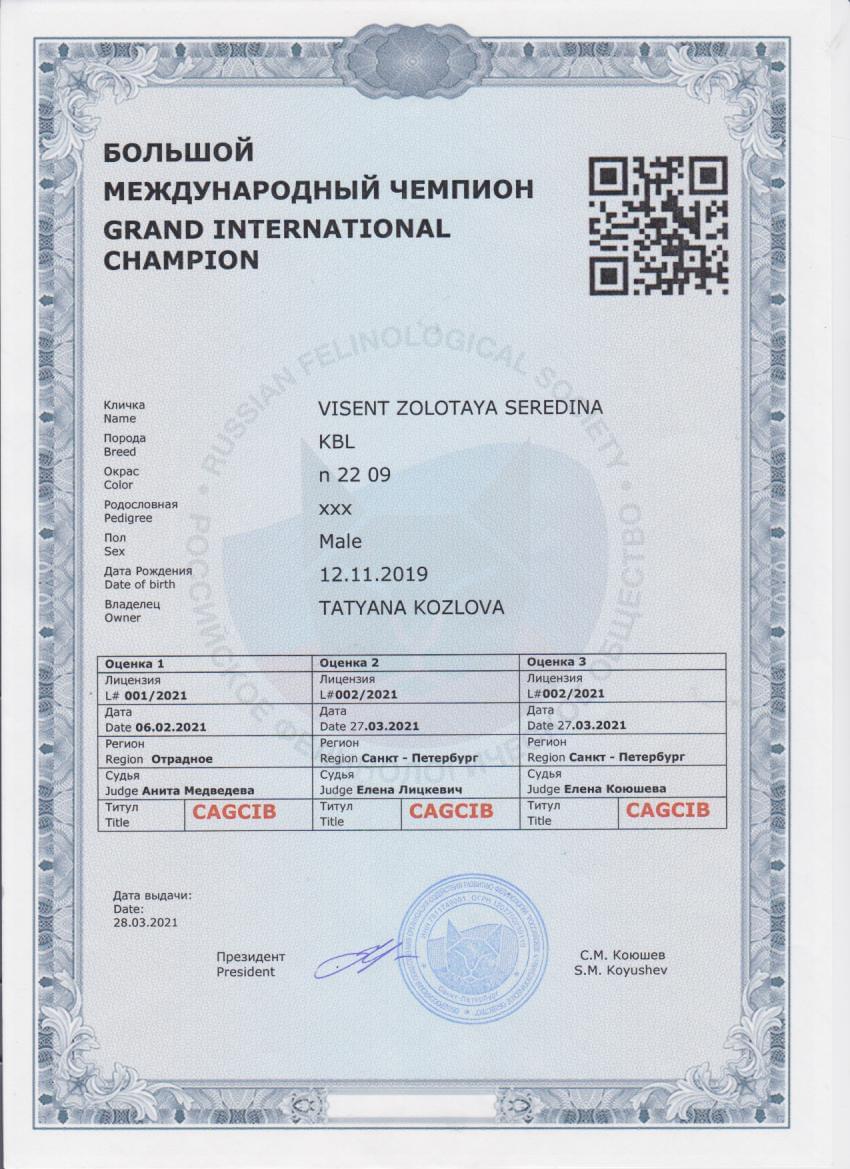 БОЛЬШОЙ
МЕЖДУНАРОДНЫЙ ЧЕМПИОН
GRAND INTERNATIONAL
CHAMPION
RUSSIAN FELINOLOGICAL SOCIETY
РОССИЙСКОЕ ФЕЛИНОЛОГИЧЕСКОЕ ОБЩЕСТВО
Кличка
Name
VISENT ZOLOTAYA SEREDINA
Порода
Breed
KBL
Окрас
Color
n 22 09
Родословная
Pedigree
xxx
Пол
Sex
Male
Дата Рождения
Date of birth
12.11.2019
Владелец
Owner
TATYANA KOZLOVA
Оценка 1
Лицензия
L# 001/2021
Дата
Date 06.02.2021
Регион
Region Отрадное
Судья
Judge Анита Медведева
Титул
Title
CAGCIB
Оценка 2
Лицензия
L#002/2021
Дата
Date 27.03.2021
Регион
Region Санкт - Петербург
Судья
Judge Елена Лицкевич
Титул
Title
CAGCIB
Оценка 3
Лицензия
L#002/2021
Дата
Date 27.03.2021
Регион
Region Санкт - Петербург
Судья
Judge Елена Коюшева
Титул
Title
CAGCIB
Дата выдачи:
Date:
28.03.2021
Президент
President
Санкт-Петербург
С.М. Коюшев
S.M. Koyushev